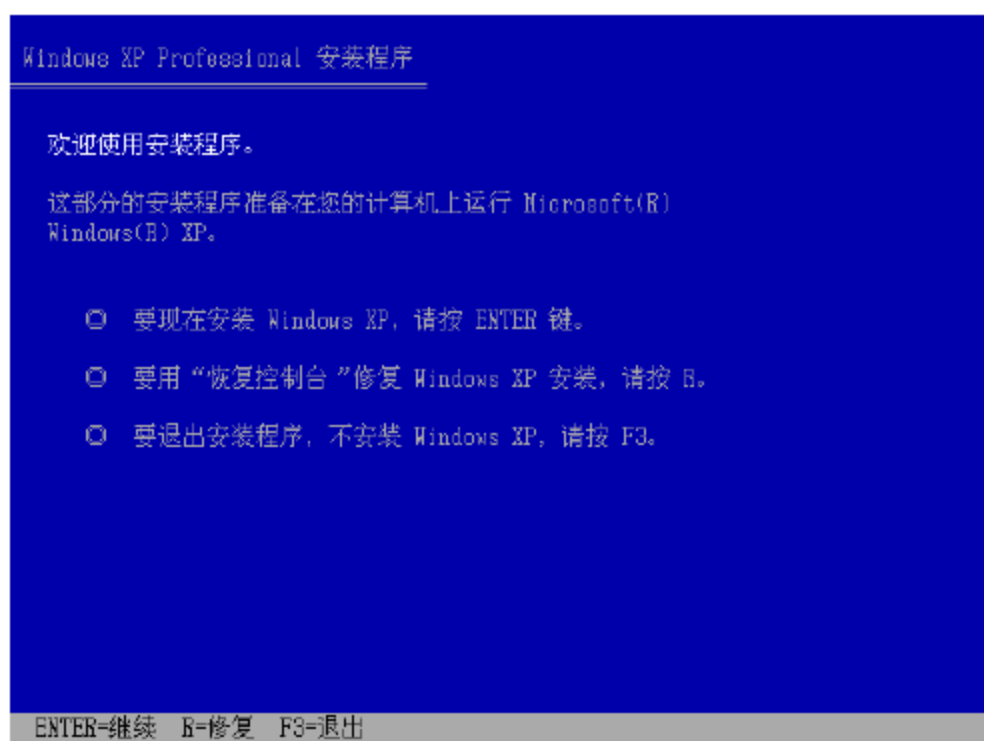 Windows XP Professional 安装程序
欢迎使用安装程序。
这部分的安装程序准备在您的计算机上运行 Microsoft(R)
Windows(R) XP。
要现在安装 Windows XP, 请按 ENTER 键。
要用“恢复控制台”修复 Windows XP 安装, 请按 R。
要退出安装程序, 不安装 Windows XP, 请按 F3。
ENTER=继续 R=修复 F3=退出